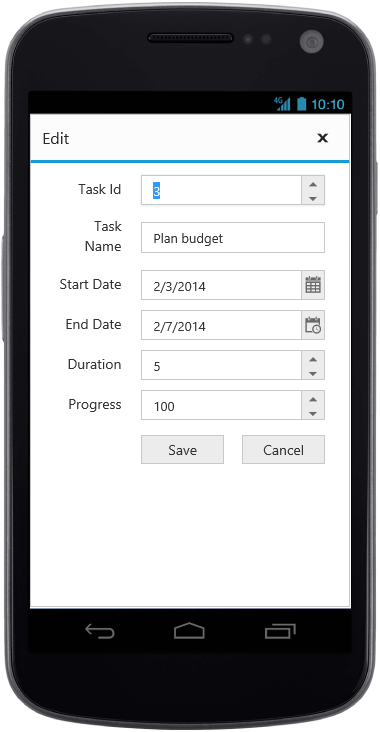 4G 10:10
Edit
Task Id 3
Task
Name Plan budget
Start Date 2/3/2014
End Date 2/7/2014
Duration 5
Progress 100
Save Cancel